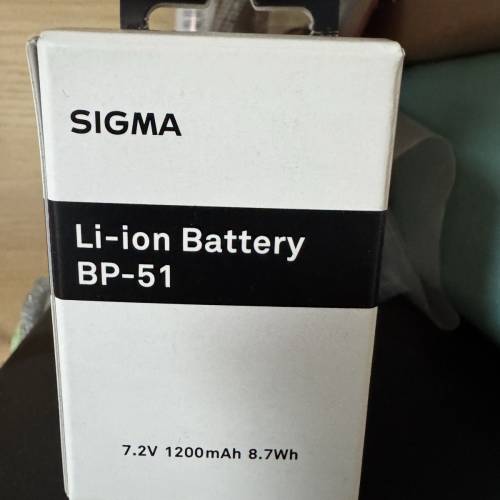 SIGMA
Li-ion Battery
BP-51
7.2V 1200mAh 8.7Wh